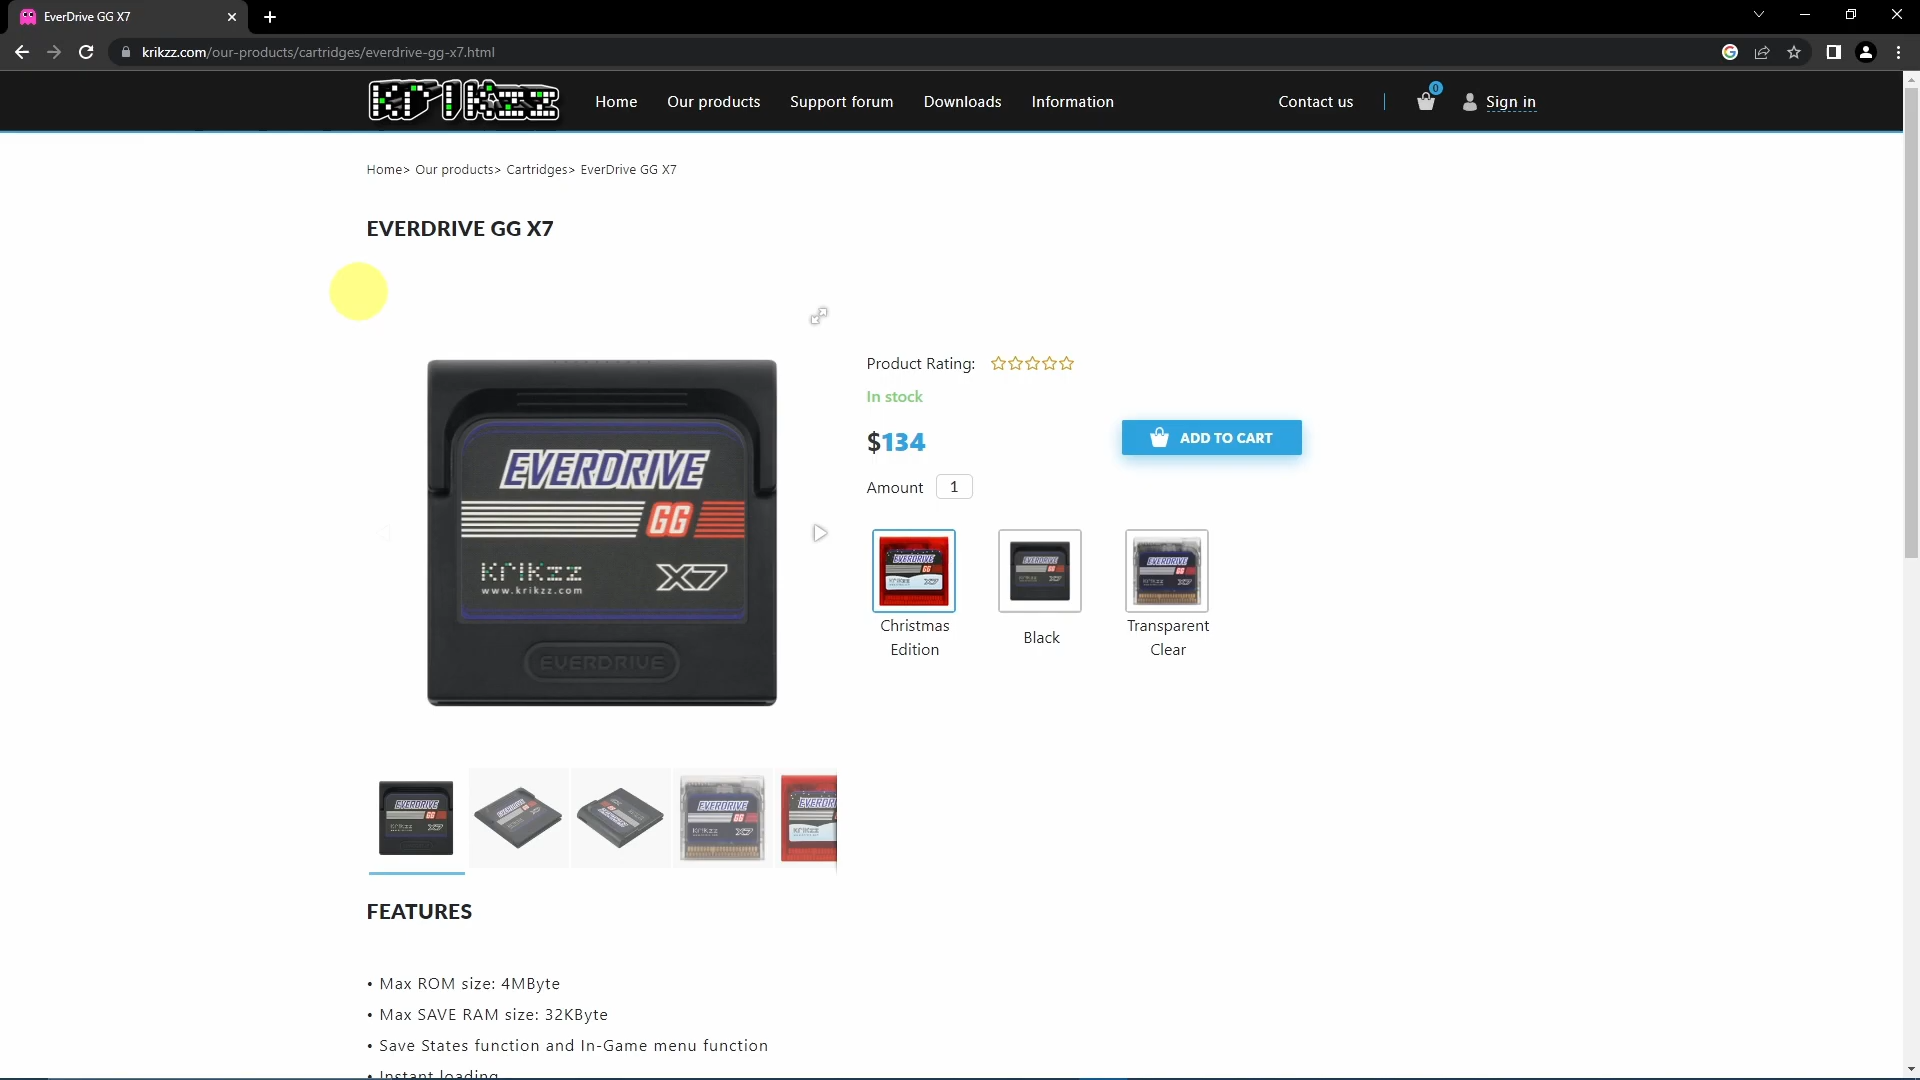 EverDrive GG X7
krikzz.com/our-products/cartridges/everdrive-gg-x7.html
krikzz
Home
Our products
Support forum
Downloads
Information
Contact us
0
Sign in
Home> Our products> Cartridges> EverDrive GG X7
EVERDRIVE GG X7
EVERDRIVE
GG
krikzz
www.krikzz.com
X7
EVERDRIVE
Product Rating:
In stock
$134
ADD TO CART
Amount 1
Christmas
Edition
Black
Transparent
Clear
FEATURES
• Max ROM size: 4MByte
• Max SAVE RAM size: 32KByte
• Save States function and In-Game menu function
• Instant loading